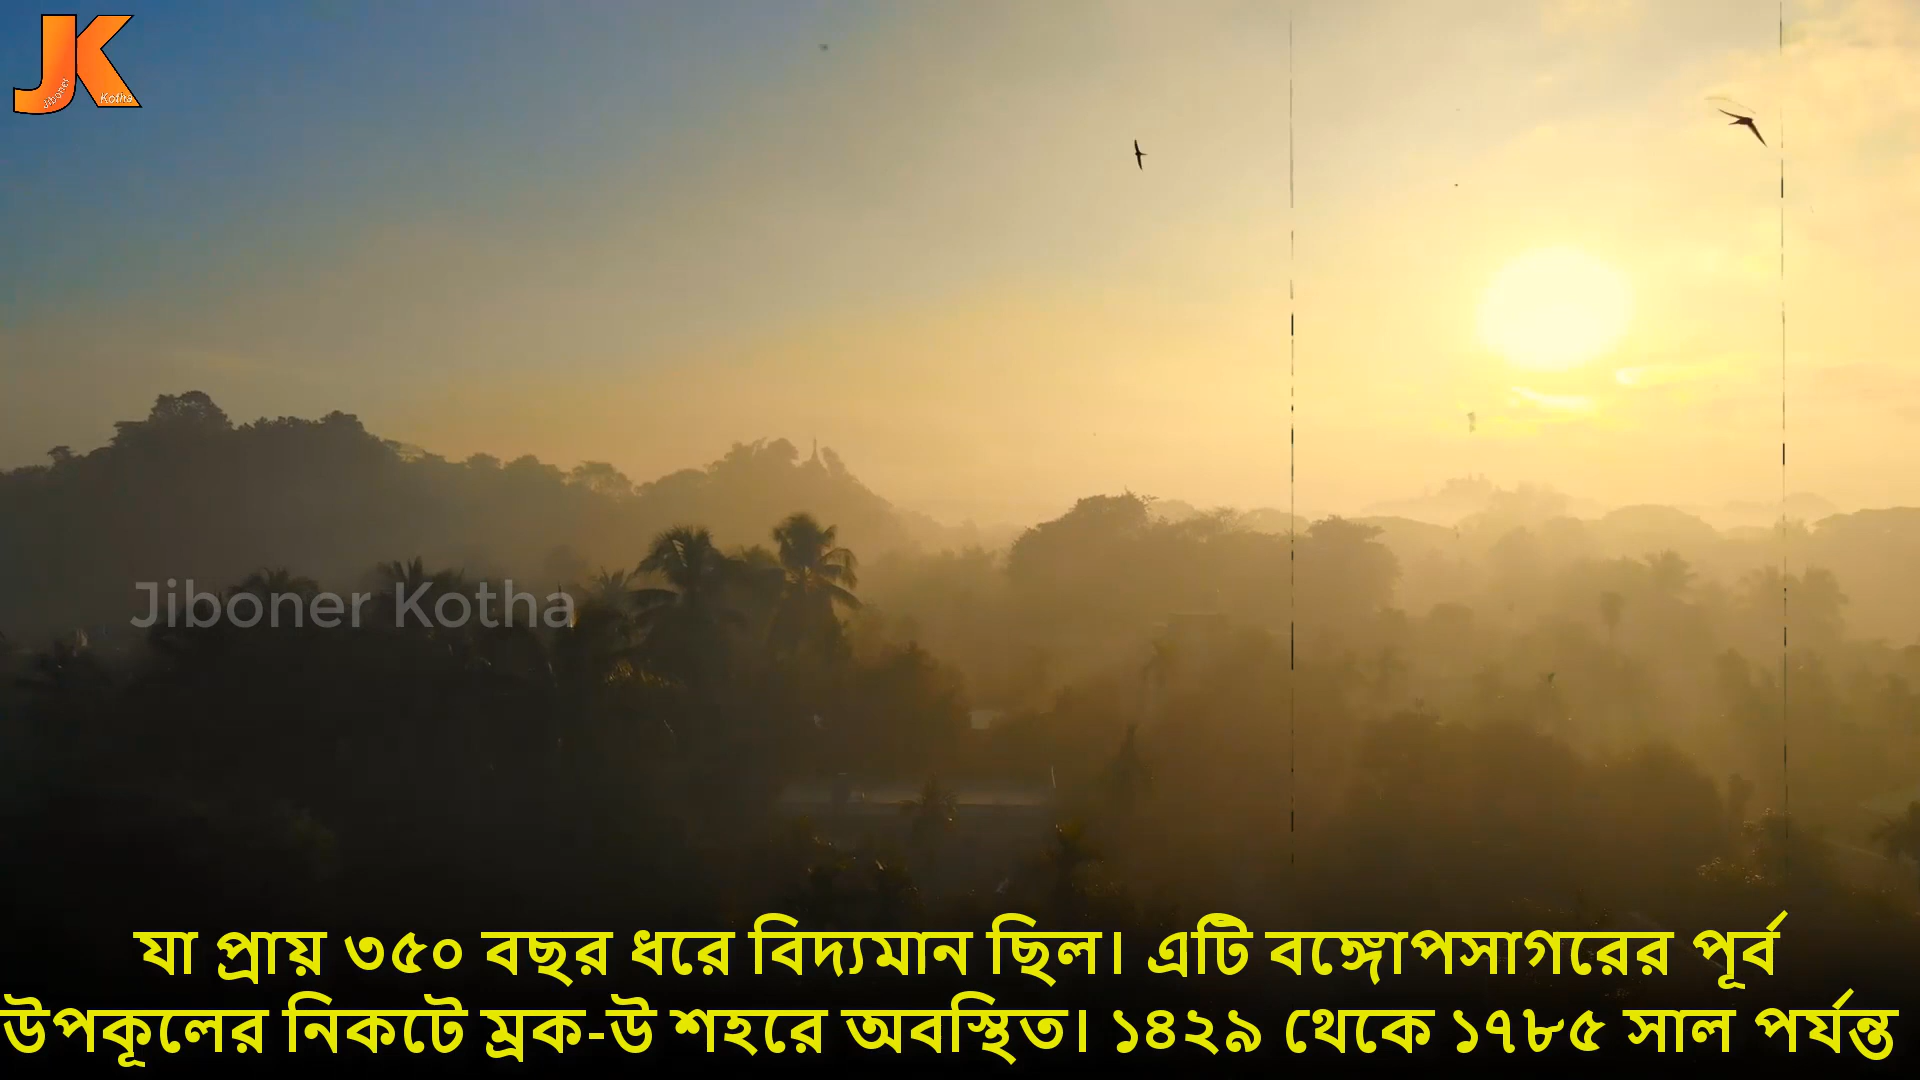 JK
Jiboner
Kotha
Jiboner Kotha
যা প্রায় ৩৫০ বছর ধরে বিদ্যমান ছিল। এটি বঙ্গোপসাগরের পূর্ব
উপকূলের নিকটে ম্রক-উ শহরে অবস্থিত। ১৪২৯ থেকে ১৭৮৫ সাল পর্যন্ত